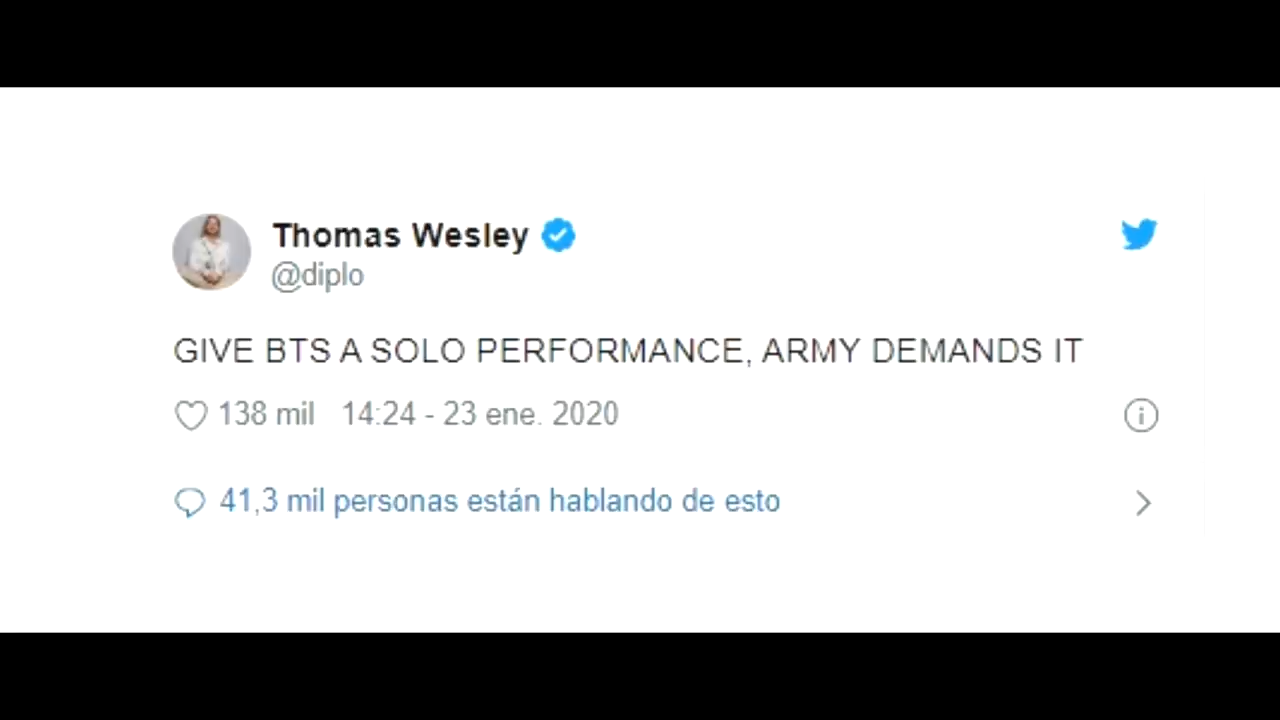 Thomas Wesley
@diplo
GIVE BTS A SOLO PERFORMANCE, ARMY DEMANDS IT
138 mil 14:24 - 23 ene. 2020
41,3 mil personas están hablando de esto